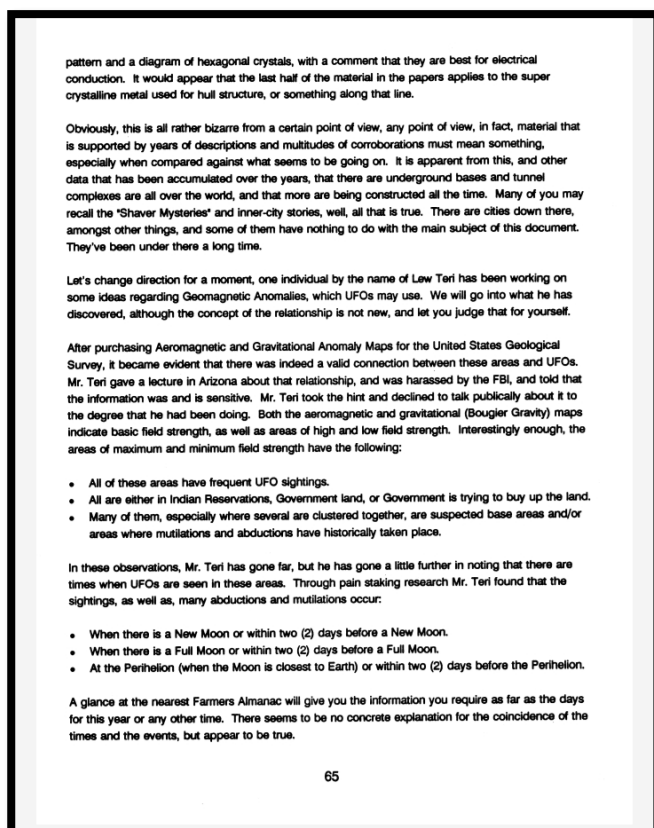 pattern and a diagram of hexagonal crystals, with a comment that they are best for electrical
conduction. It would appear that the last half of the material in the papers applies to the super
crystalline metal used for hull structure, or something along that line.
Obviously, this is all rather bizarre from a certain point of view, any point of view, in fact, material that
is supported by years of descriptions and multitudes of corroborations must mean something,
especially when compared against what seems to be going on. It is apparent from this, and other
data that has been accumulated over the years, that there are underground bases and tunnel
complexes are all over the world, and that more are being constructed all the time. Many of you may
recall the "Shaver Mysteries" and inner-city stories, well, all that is true. There are cities down there,
amongst other things, and some of them have nothing to do with the main subject of this document.
They've been under there a long time.
Let's change direction for a moment, one individual by the name of Lew Teri has been working on
some ideas regarding Geomagnetic Anomalies, which UFOs may use. We will go into what he has
discovered, although the concept of the relationship is not new, and let you judge that for yourself.
After purchasing Aeromagnetic and Gravitational Anomaly Maps for the United States Geological
Survey, it became evident that there was indeed a valid connection between these areas and UFOs.
Mr. Teri gave a lecture in Arizona about that relationship, and was harassed by the FBI, and told that
the information was and is sensitive. Mr. Teri took the hint and declined to talk publically about it to
the degree that he had been doing. Both the aeromagnetic and gravitational (Bougier Gravity) maps
indicate basic field strength, as well as areas of high and low field strength. Interestingly enough, the
areas of maximum and minimum field strength have the following:
• All of these areas have frequent UFO sightings.
• All are either in Indian Reservations, Government land, or Government is trying to buy up the land.
• Many of them, especially where several are clustered together, are suspected base areas and/or
areas where mutilations and abductions have historically taken place.
In these observations, Mr. Teri has gone far, but he has gone a little further in noting that there are
times when UFOs are seen in these areas. Through pain staking research Mr. Teri found that the
sightings, as well as, many abductions and mutilations occur:
• When there is a New Moon or within two (2) days before a New Moon.
• When there is a Full Moon or within two (2) days before a Full Moon.
• At the Perihelion (when the Moon is closest to Earth) or within two (2) days before the Perihelion.
A glance at the nearest Farmers Almanac will give you the information you require as far as the days
for this year or any other time. There seems to be no concrete explanation for the coincidence of the
times and the events, but appear to be true.
65